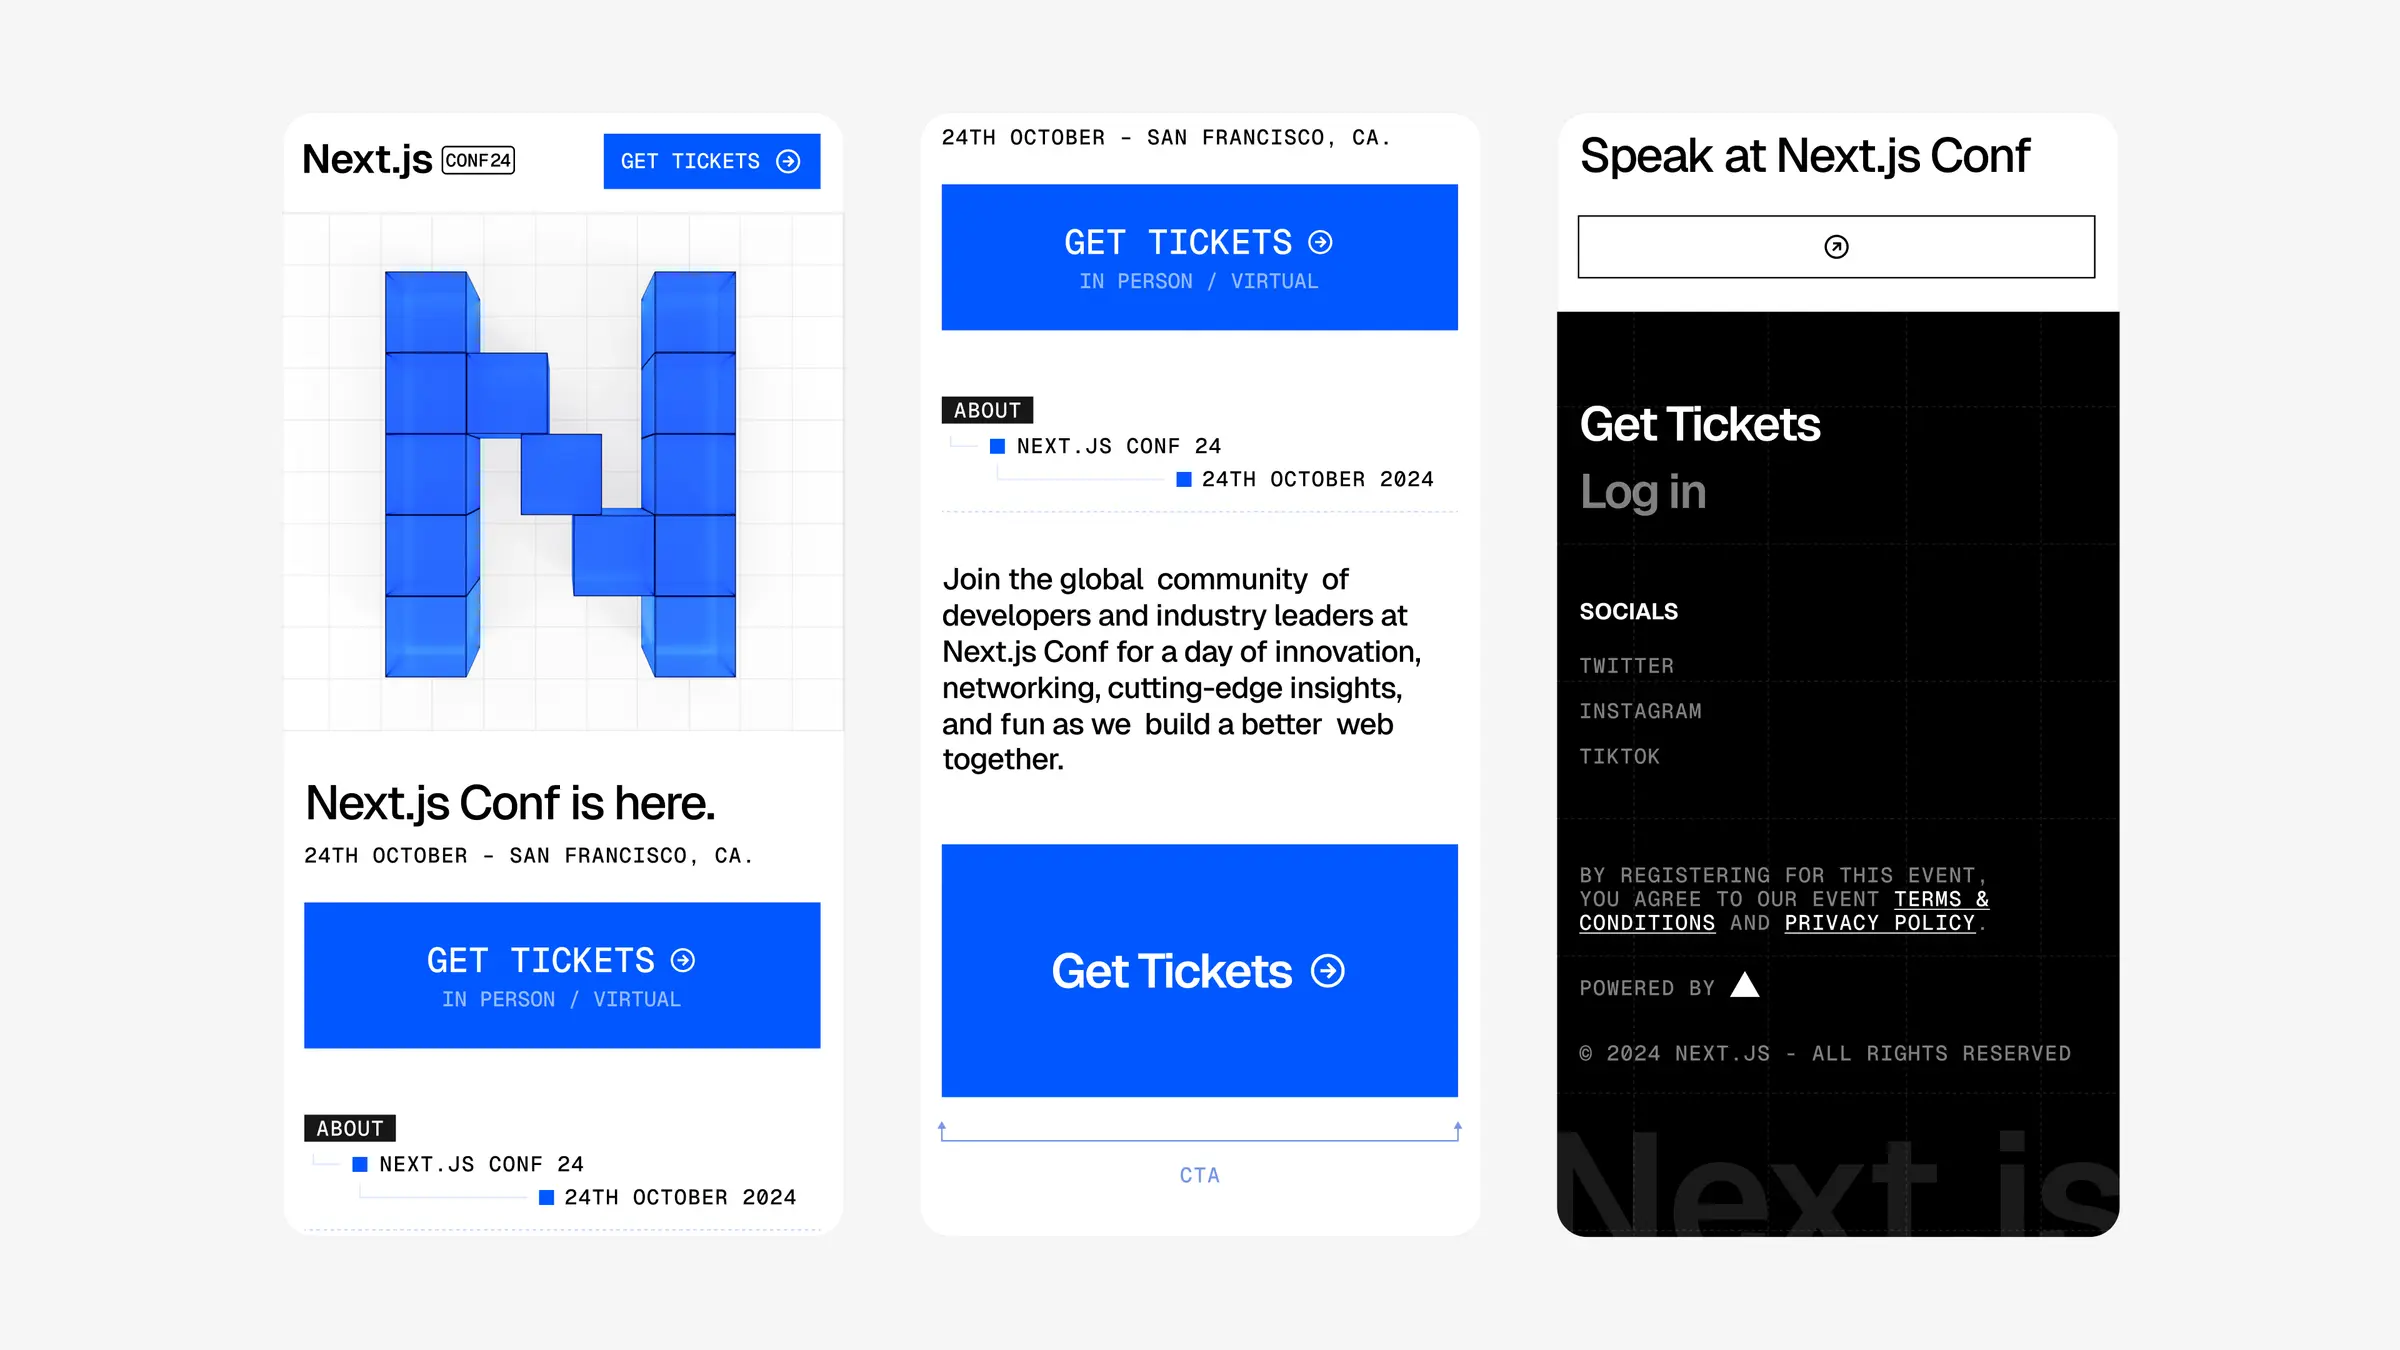 Next.js CONF24
GET TICKETS
Next.js Conf is here.
24TH OCTOBER – SAN FRANCISCO, CA.
GET TICKETS
IN PERSON / VIRTUAL
ABOUT
NEXT.JS CONF 24
24TH OCTOBER 2024
24TH OCTOBER – SAN FRANCISCO, CA.
GET TICKETS
IN PERSON / VIRTUAL
ABOUT
NEXT.JS CONF 24
24TH OCTOBER 2024
Join the global community of
developers and industry leaders at
Next.js Conf for a day of innovation,
networking, cutting-edge insights,
and fun as we build a better web
together.
Get Tickets
CTA
Speak at Next.js Conf
Get Tickets
Log in
SOCIALS
TWITTER
INSTAGRAM
TIKTOK
BY REGISTERING FOR THIS EVENT,
YOU AGREE TO OUR EVENT TERMS &
CONDITIONS AND PRIVACY POLICY.
POWERED BY
© 2024 NEXT.JS - ALL RIGHTS RESERVED
Next js